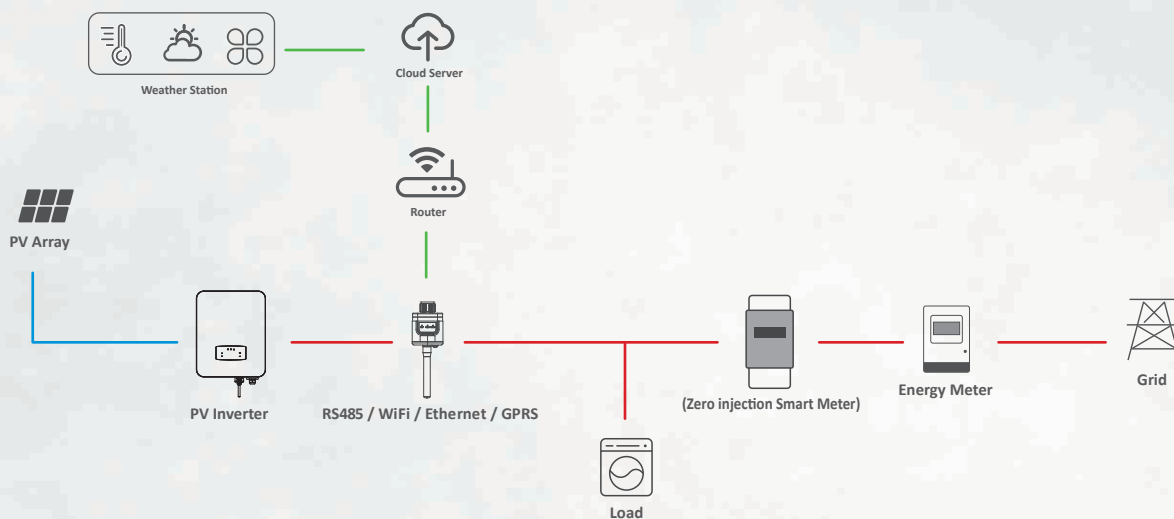 Weather Station
Cloud Server
Router
PV Array
PV Inverter
RS485 / WiFi / Ethernet / GPRS
(Zero injection Smart Meter)
Energy Meter
Grid
Load